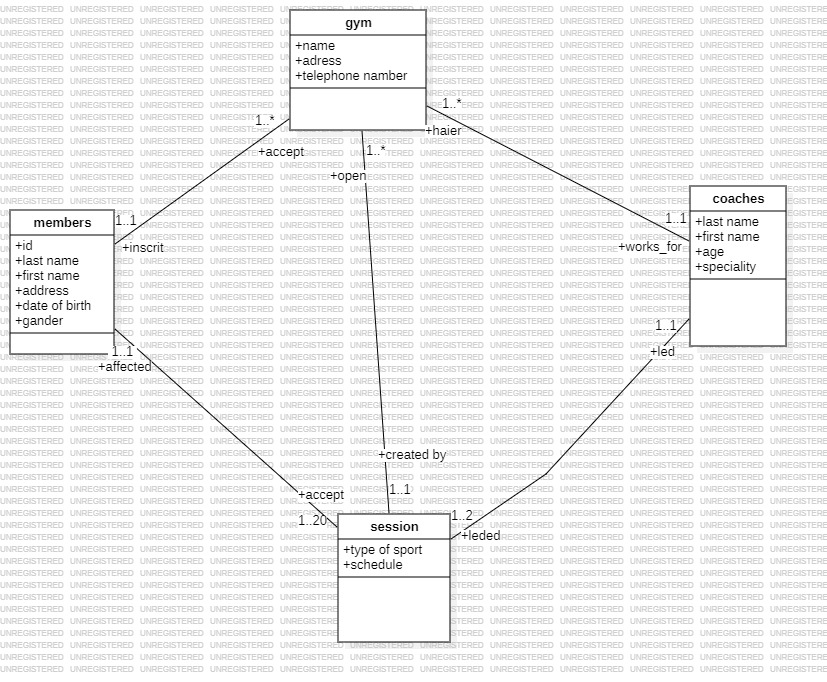 gym
+name
+adress
+telephone namber
1..*
+accept
1..*
+open
1..*
+haier
members
+id
+last name
+first name
+address
+date of birth
+gander
1..1
+inscrit
1..1
+affected
coaches
+last name
+first name
+age
+speciality
1..1
+works_for
1..1
+led
+created by
1..1
+accept
1..20
session
+type of sport
+schedule
1..2
+leded
UNREGISTERED